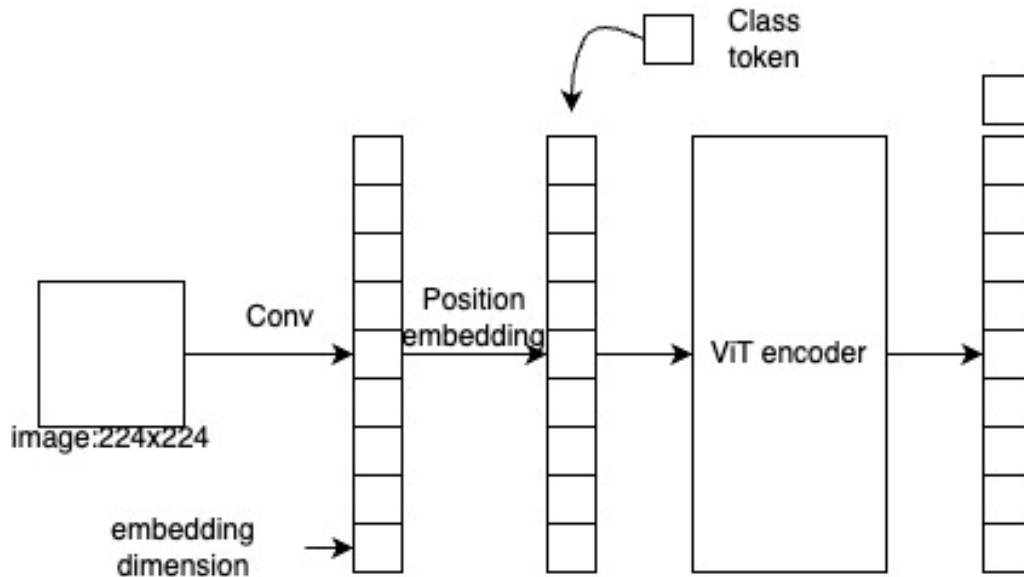 Class
token
Conv
Position
embedding
ViT encoder
image:224x224
embedding
dimension